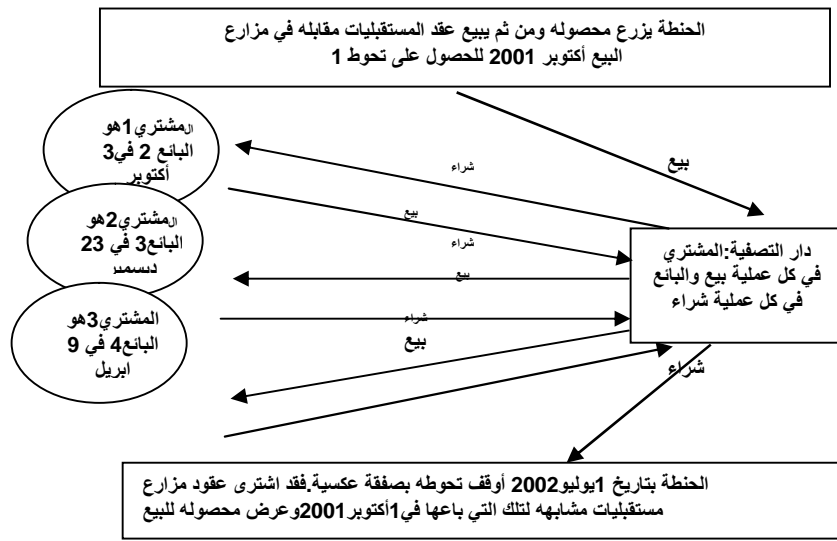 الحنطة يزرع محصوله ومن ثم يبيع عقد المستقبليات مقابله في مزارع
البيع أكتوبر 2001 للحصول على تحوط 1
المشتري1هو
البائع 2 في3
أكتوبر
المشتري2هو
البائع3 في 23
ديسمبر
المشتري3هو
البائع4 في 9
ابريل
شراء
بيع
بيع
شراء
بيع
شراء
بيع
دار التصفية:المشتري
في كل عملية بيع والبائع
في كل عملية شراء
شراء
الحنطة بتاريخ 1يوليو2002 أوقف تحوطه بصفقة عكسية.فقد اشترى عقود مزارع
مستقبليات مشابهه لتلك التي باعها في1أكتوبر2001وعرض محصوله للبيع